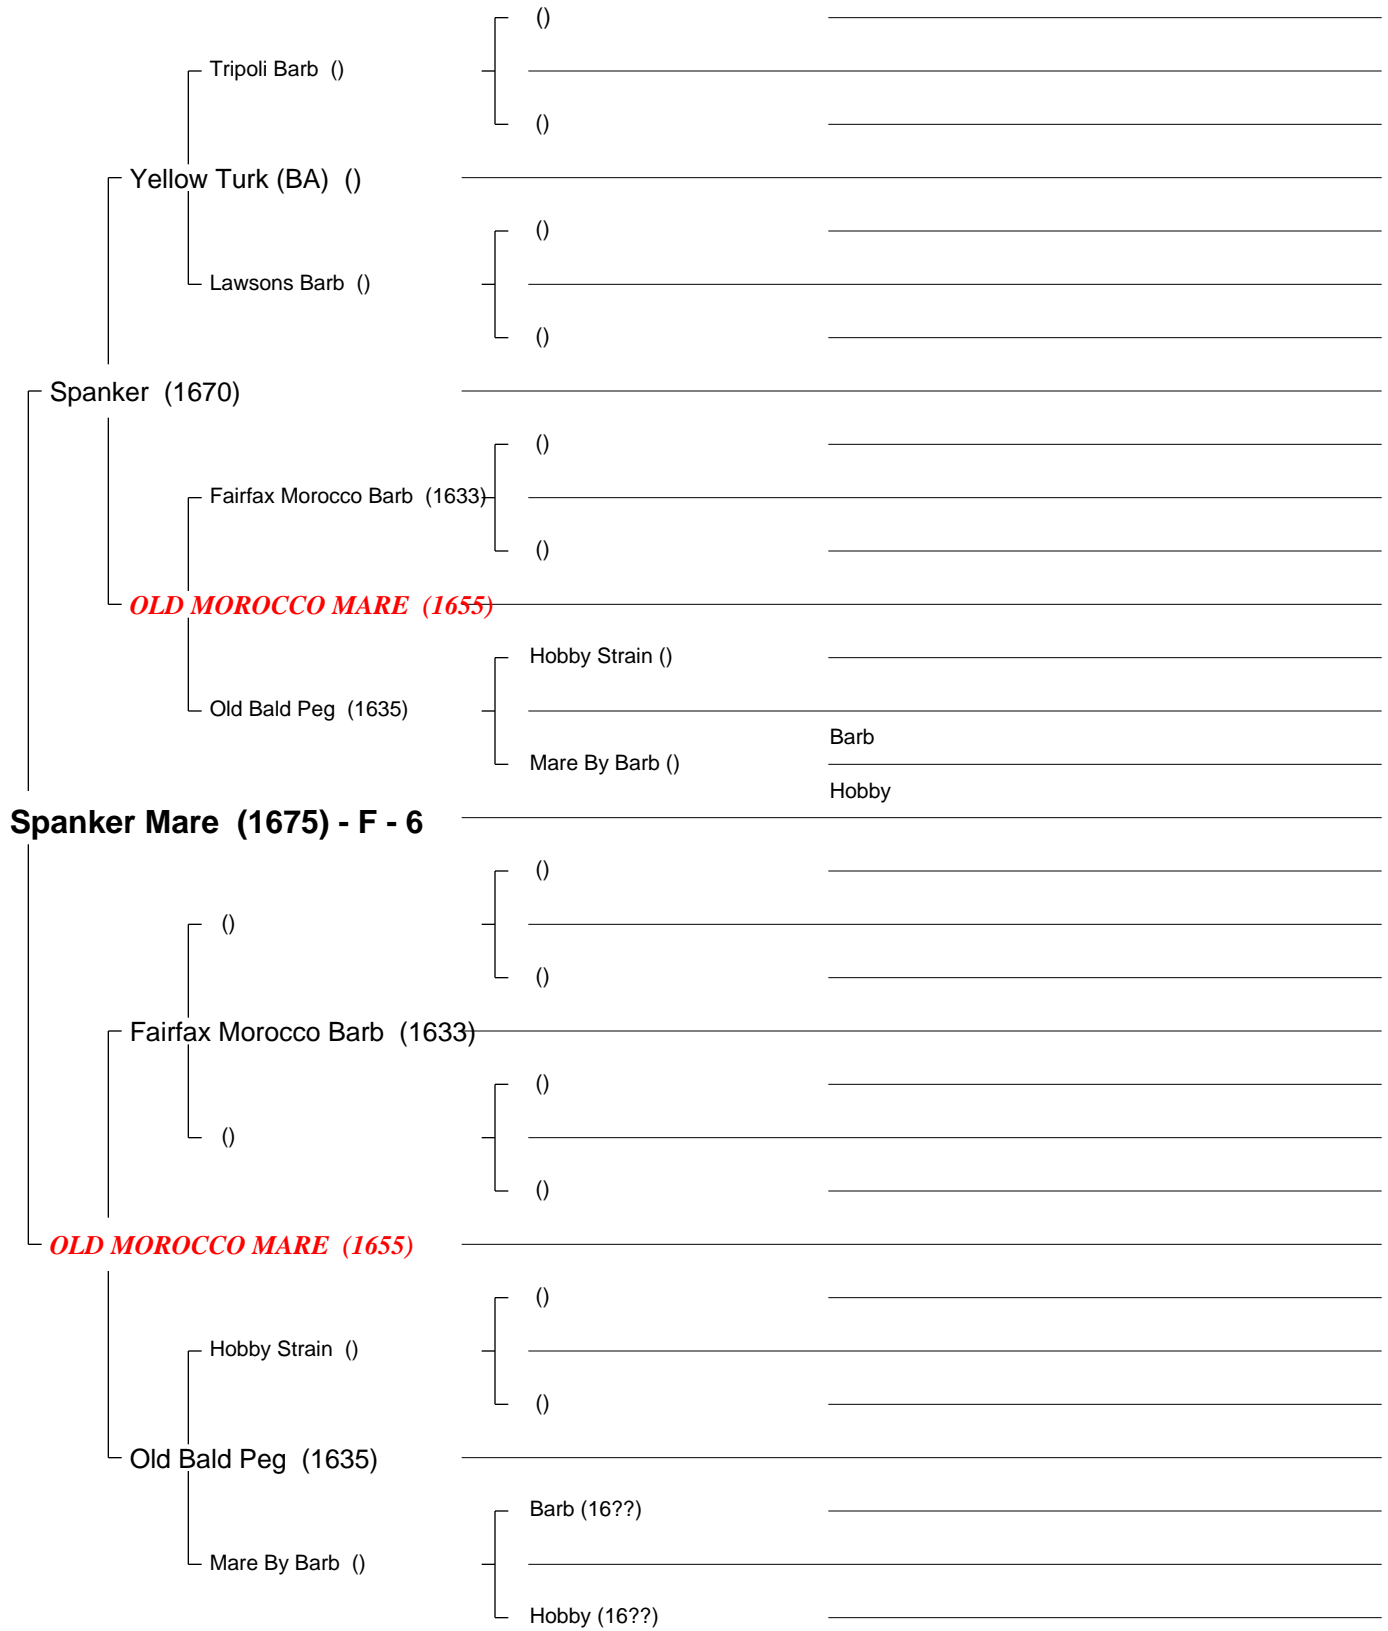 ()
Tripoli Barb ()
()
Yellow Turk (BA) ()
()
Lawsons Barb ()
()
Spanker (1670)
()
Fairfax Morocco Barb (1633)
()
OLD MOROCCO MARE (1655)
Hobby Strain ()
Old Bald Peg (1635)
Barb
Mare By Barb ()
Hobby
Spanker Mare (1675) - F - 6
()
()
()
Fairfax Morocco Barb (1633)
()
()
()
OLD MOROCCO MARE (1655)
()
Hobby Strain ()
()
Old Bald Peg (1635)
Barb (16??)
Mare By Barb ()
Hobby (16??)